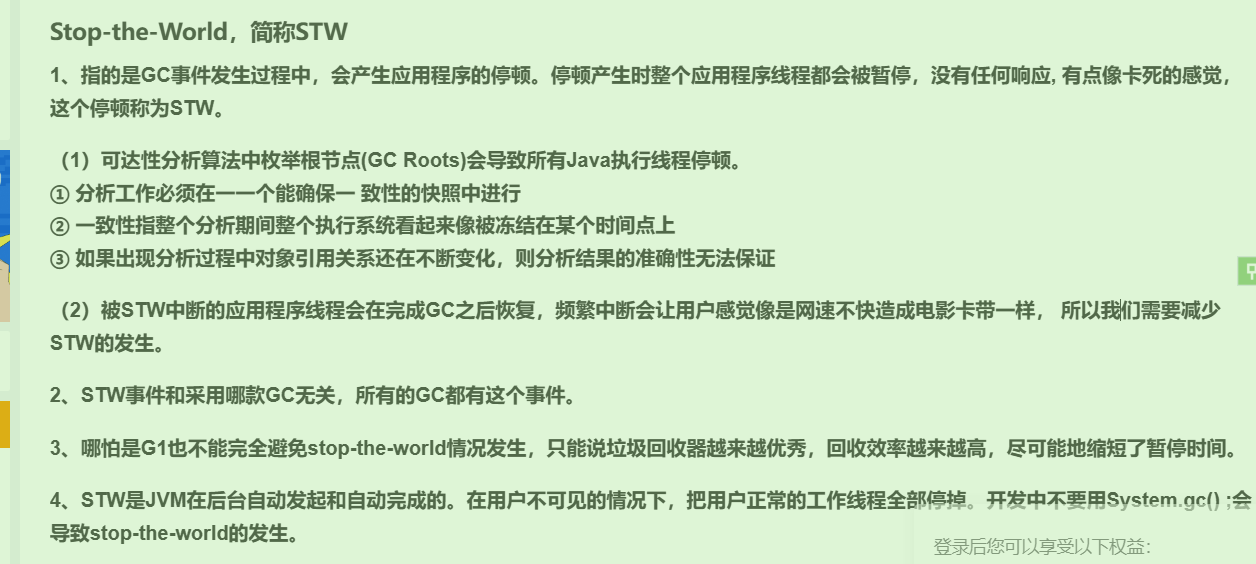 Stop-the-World，简称STW
1、指的是GC事件发生过程中，会产生应用程序的停顿。停顿产生时整个应用程序线程都会被暂停，没有任何响应, 有点像卡死的感觉，
这个停顿称为STW。
（1）可达性分析算法中枚举根节点(GC Roots)会导致所有Java执行线程停顿。
① 分析工作必须在一一个能确保一 致性的快照中进行
② 一致性指整个分析期间整个执行系统看起来像被冻结在某个时间点上
③ 如果出现分析过程中对象引用关系还在不断变化，则分析结果的准确性无法保证
（2）被STW中断的应用程序线程会在完成GC之后恢复，频繁中断会让用户感觉像是网速不快造成电影卡带一样， 所以我们需要减少
STW的发生。
2、STW事件和采用哪款GC无关，所有的GC都有这个事件。
3、哪怕是G1也不能完全避免stop-the-world情况发生，只能说垃圾回收器越来越优秀，回收效率越来越高，尽可能地缩短了暂停时间。
4、STW是JVM在后台自动发起和自动完成的。在用户不可见的情况下，把用户正常的工作线程全部停掉。开发中不要用System.gc() ;会
导致stop-the-world的发生。
登录后您可以享受以下权益：